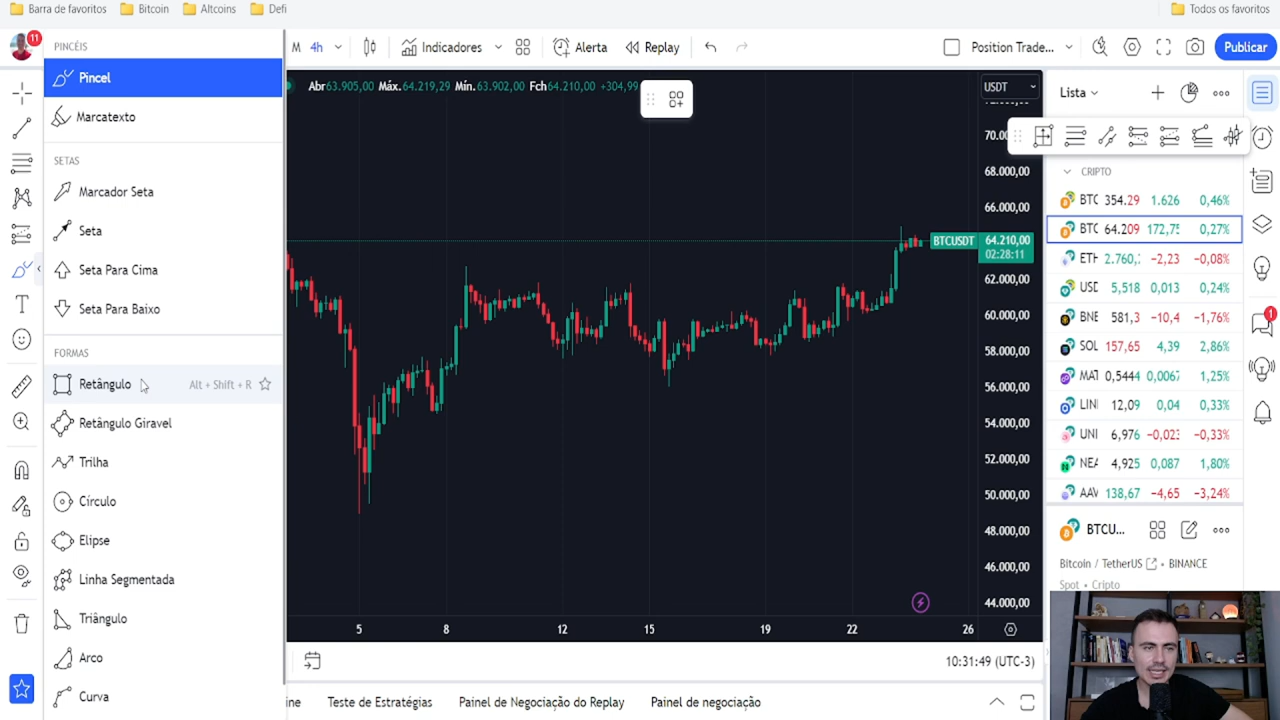 Barra de favoritos
Bitcoin
Altcoins
Defi
Todos os favoritos
11
PINCÉIS
Pincel
Marcatexto
SETAS
Marcador Seta
Seta
Seta Para Cima
Seta Para Baixo
FORMAS
Retângulo
Alt + Shift + R
Retângulo Giravel
Trilha
Círculo
Elipse
Linha Segmentada
Triângulo
Arco
Curva
M
4h
Indicadores
Alerta
Replay
Position Trade...
Publicar
Abr63.905,00 Máx.64.219,29 Mín.63.902,00 Fch64.210,00 +304,99
USDT
68.000,00
66.000,00
BTCUSDT
64.210,00
02:28:11
62.000,00
60.000,00
58.000,00
56.000,00
54.000,00
52.000,00
50.000,00
48.000,00
46.000,00
44.000,00
5 8 12 15 19 22 26
10:31:49 (UTC-3)
Teste de Estratégias
Painel de Negociação do Replay
Painel de negociação
Lista
CRIPTO
BTC 354.29 1.626 0,46%
BTC 64.209 172,75 0,27%
ETH 2.760, −2,23 −0,08%
USD 5,518 0,013 0,24%
BNB 581,3 −10,4 −1,76%
SOL 157,65 4,39 2,86%
MAT 0,5444 0,0067 1,25%
LIN 12,09 0,04 0,33%
UNI 6,976 −0,023 −0,33%
NEA 4,925 0,087 1,80%
AAV 138,67 −4,65 −3,24%
BTCU...
Bitcoin / TetherUS
BINANCE
Spot • Cripto
1